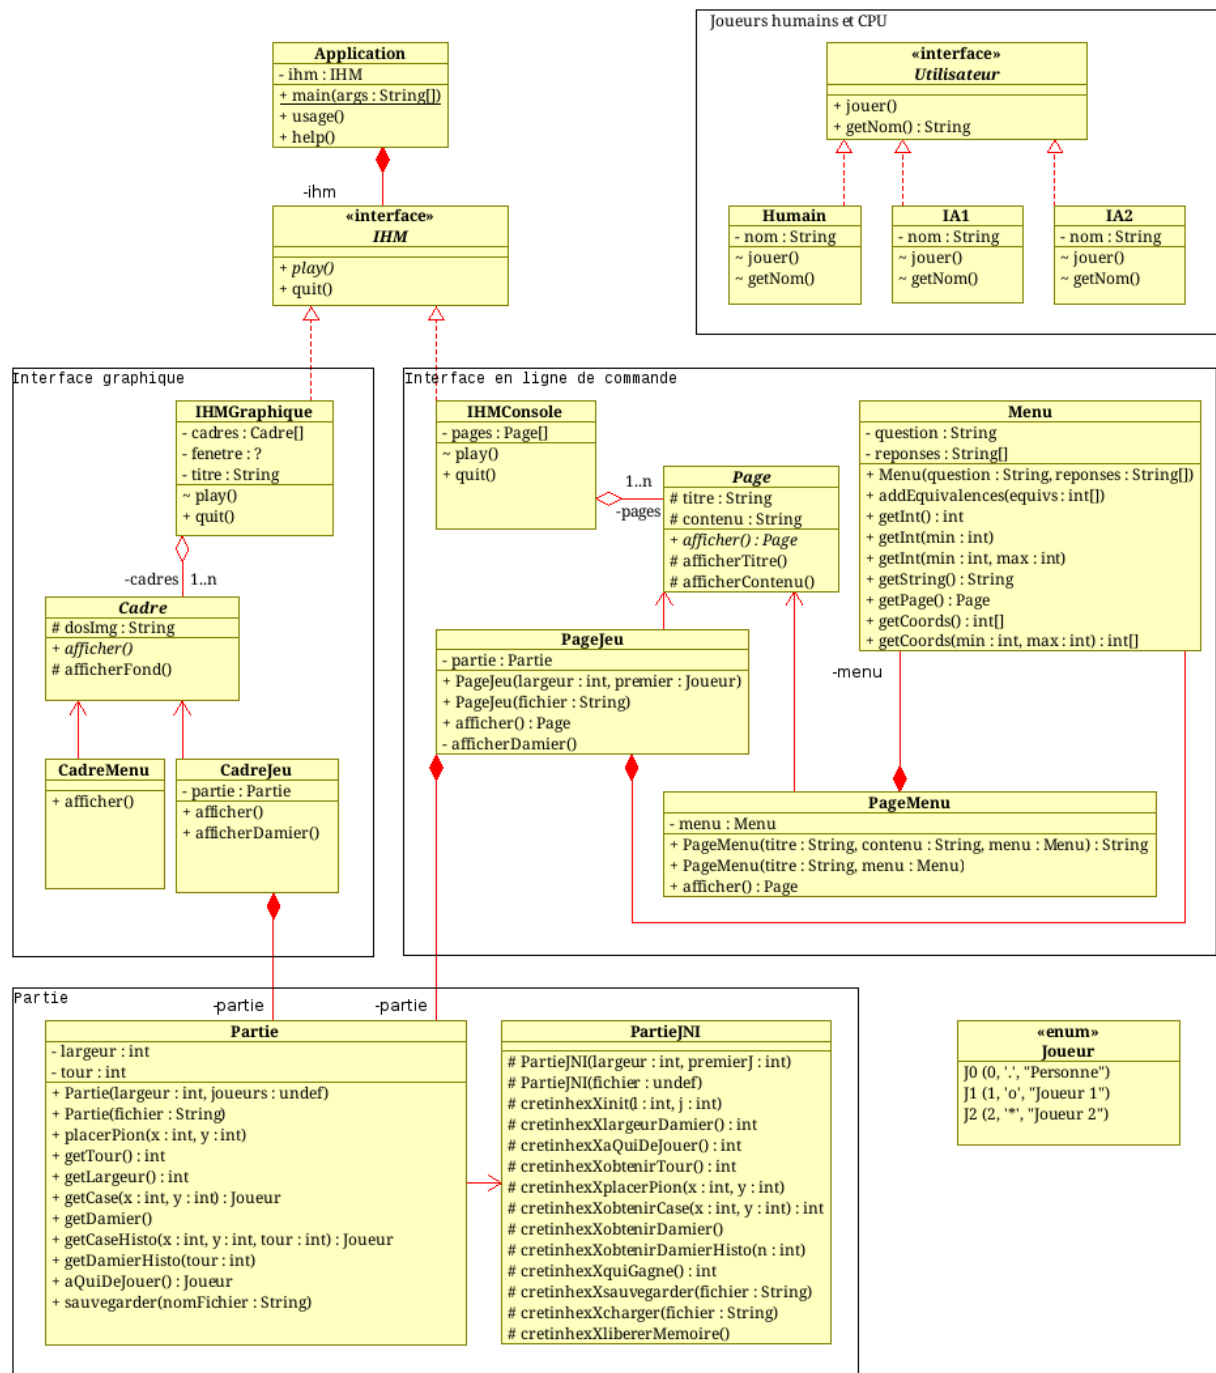 Joueurs humains et CPU
Application
- ihm : IHM
+ main(args : String[])
+ usage()
+ help()
«interface»
Utilisateur
+ jouer()
+ getNom() : String
-ihm
«interface»
IHM
+ play()
+ quit()
Humain
- nom : String
~ jouer()
~ getNom()
IA1
- nom : String
~ jouer()
~ getNom()
IA2
- nom : String
~ jouer()
~ getNom()
Interface graphique
IHMGraphique
- cadres : Cadre[]
- fenetre : ?
- titre : String
~ play()
+ quit()
-cadres
1..n
Cadre
# dosImg : String
+ afficher()
# afficherFond()
CadreMenu
+ afficher()
CadreJeu
- partie : Partie
+ afficher()
+ afficherDamier()
Interface en ligne de commande
IHMConsole
- pages : Page[]
~ play()
+ quit()
1..n
-pages
Page
# titre : String
# contenu : String
+ afficher() : Page
# afficherTitre()
# afficherContenu()
Menu
- question : String
- reponses : String[]
+ Menu(question : String, reponses : String[])
+ addEquivalences(equivs : int[])
+ getInt() : int
+ getInt(min : int)
+ getInt(min : int, max : int)
+ getString() : String
+ getPage() : Page
+ getCoords() : int[]
+ getCoords(min : int, max : int) : int[]
PageJeu
- partie : Partie
+ PageJeu(largeur : int, premier : Joueur)
+ PageJeu(fichier : String)
+ afficher() : Page
- afficherDamier()
-menu
PageMenu
- menu : Menu
+ PageMenu(titre : String, contenu : String, menu : Menu) : String
+ PageMenu(titre : String, menu : Menu)
+ afficher() : Page
Partie
-partie
-partie
Partie
- largeur : int
- tour : int
+ Partie(largeur : int, joueurs : undef)
+ Partie(fichier : String)
+ placerPion(x : int, y : int)
+ getTour() : int
+ getLargeur() : int
+ getCase(x : int, y : int) : Joueur
+ getDamier()
+ getCaseHisto(x : int, y : int, tour : int) : Joueur
+ getDamierHisto(tour : int)
+ aQuiDeJouer() : Joueur
+ sauvegarder(nomFichier : String)
PartieJNI
# PartieJNI(largeur : int, premierJ : int)
# PartieJNI(fichier : undef)
# cretinhexXinit(l : int, j : int)
# cretinhexXlargeurDamier() : int
# cretinhexXaQuiDeJouer() : int
# cretinhexXobtenirTour() : int
# cretinhexXplacerPion(x : int, y : int)
# cretinhexXobtenirCase(x : int, y : int) : int
# cretinhexXobtenirDamier()
# cretinhexXobtenirDamierHisto(n : int)
# cretinhexXquiGagne() : int
# cretinhexXsauvegarder(fichier : String)
# cretinhexXcharger(fichier : String)
# cretinhexXlibererMemoire()
«enum»
Joueur
J0 (0, '.', "Personne")
J1 (1, 'o', "Joueur 1")
J2 (2, '*', "Joueur 2")